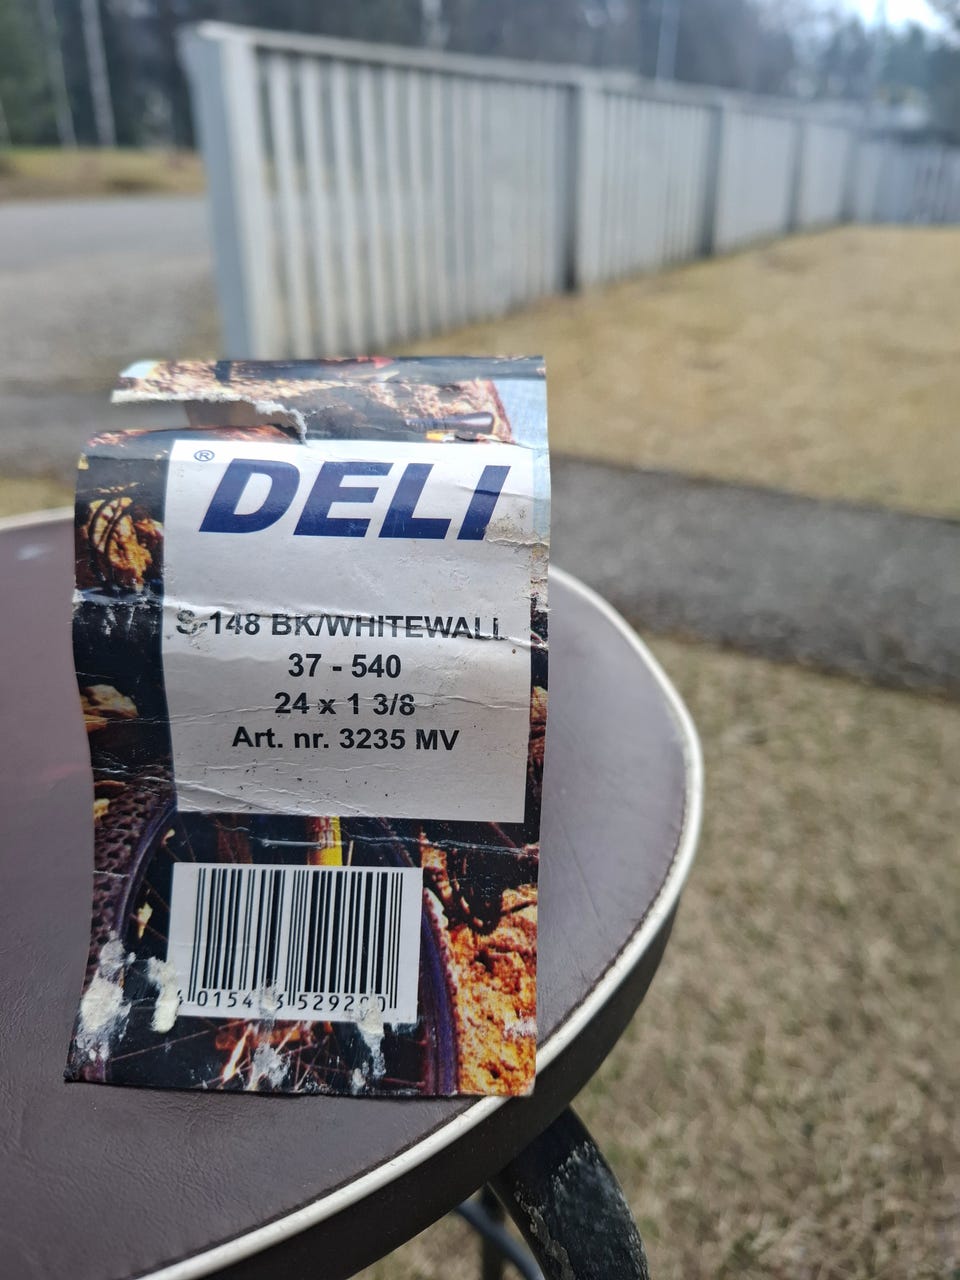 ® DELI
S-148 BK/WHITEWALL
37 - 540
24 x 1 3/8
Art. nr. 3235 MV